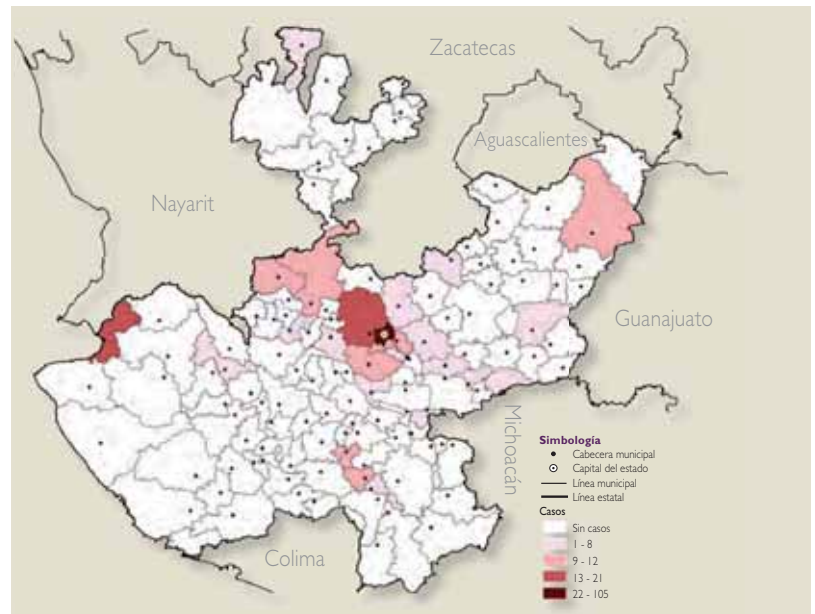 Zacatecas
Aguascalientes
Nayarit
Guanajuato
Michoacán
Colima
Simbología
Cabecera municipal
Capital del estado
Línea municipal
Línea estatal
Casos
Sin casos
1 - 8
9 - 12
13 - 21
22 - 105